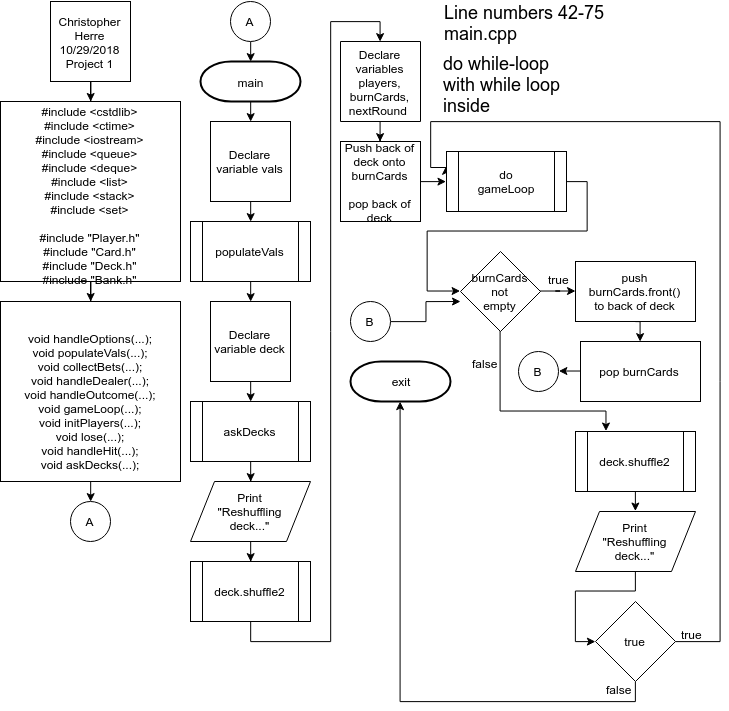 Christopher
Herre
10/29/2018
Project 1
#include <cstdlib>
#include <ctime>
#include <iostream>
#include <queue>
#include <deque>
#include <list>
#include <stack>
#include <set>
#include "Player.h"
#include "Card.h"
#include "Deck.h"
#include "Bank.h"
void handleOptions(...);
void populateVals(...);
void collectBets(...);
void handleDealer(...);
void handleOutcome(...);
void gameLoop(...);
void initPlayers(...);
void lose(...);
void handleHit(...);
void askDecks(...);
A
A
main
Declare
variable vals
populateVals
Declare
variable deck
askDecks
Print
"Reshuffling
deck..."
deck.shuffle2
Declare
variables
players,
burnCards,
nextRound
Push back of
deck onto
burnCards
pop back of
deck
Line numbers 42-75
main.cpp
do while-loop
with while loop
inside
do
gameLoop
burnCards
not
empty
true
push
burnCards.front()
to back of deck
B
pop burnCards
B
false
exit
deck.shuffle2
Print
"Reshuffling
deck..."
true
true
false